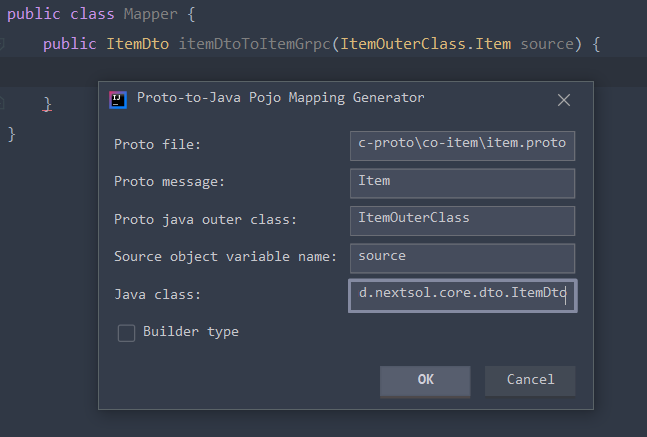 public class Mapper {
public ItemDto itemDtoToItemGrpc(ItemOuterClass.Item source) {
}
}
IJ Proto-to-Java Pojo Mapping Generator
Proto file: c-proto\co-item\item.proto
Proto message: Item
Proto java outer class: ItemOuterClass
Source object variable name: source
Java class: d.nextsol.core.dto.ItemDto
Builder type
OK Cancel